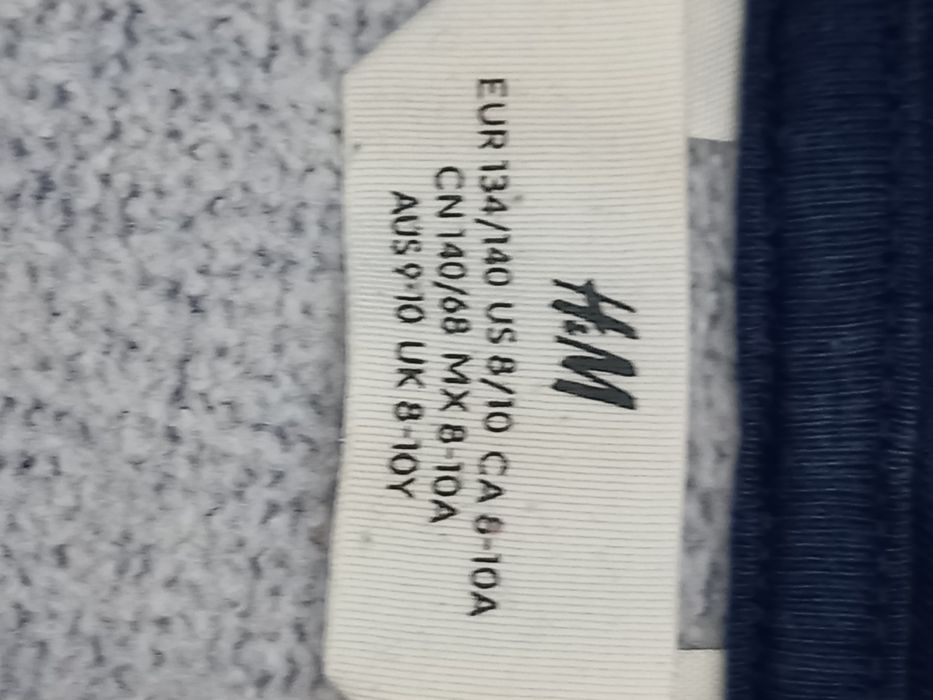 H&M
EUR 134/140 US 8/10 CA 8-10A
CN 140/68 MX 8-10A
AUS 9-10 UK 8-10Y